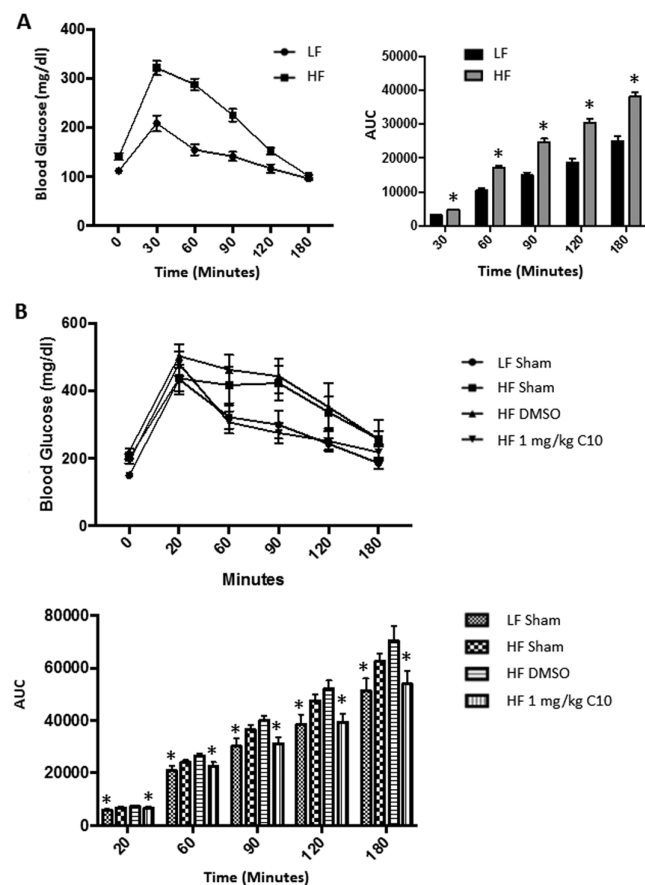 A
Blood Glucose (mg/dl)
400
300
200
100
0
0 30 60 90 120 180
Time (Minutes)
LF
HF
AUC
50000
40000
30000
20000
10000
0
* * * * *
30 60 90 120 180
Time (Minutes)
LF
HF
B
Blood Glucose (mg/dl)
600
400
200
0
0 20 60 90 120 180
Minutes
LF Sham
HF Sham
HF DMSO
HF 1 mg/kg C10
AUC
80000
60000
40000
20000
0
* * * * * * * * * *
20 60 90 120 180
Time (Minutes)
LF Sham
HF Sham
HF DMSO
HF 1 mg/kg C10